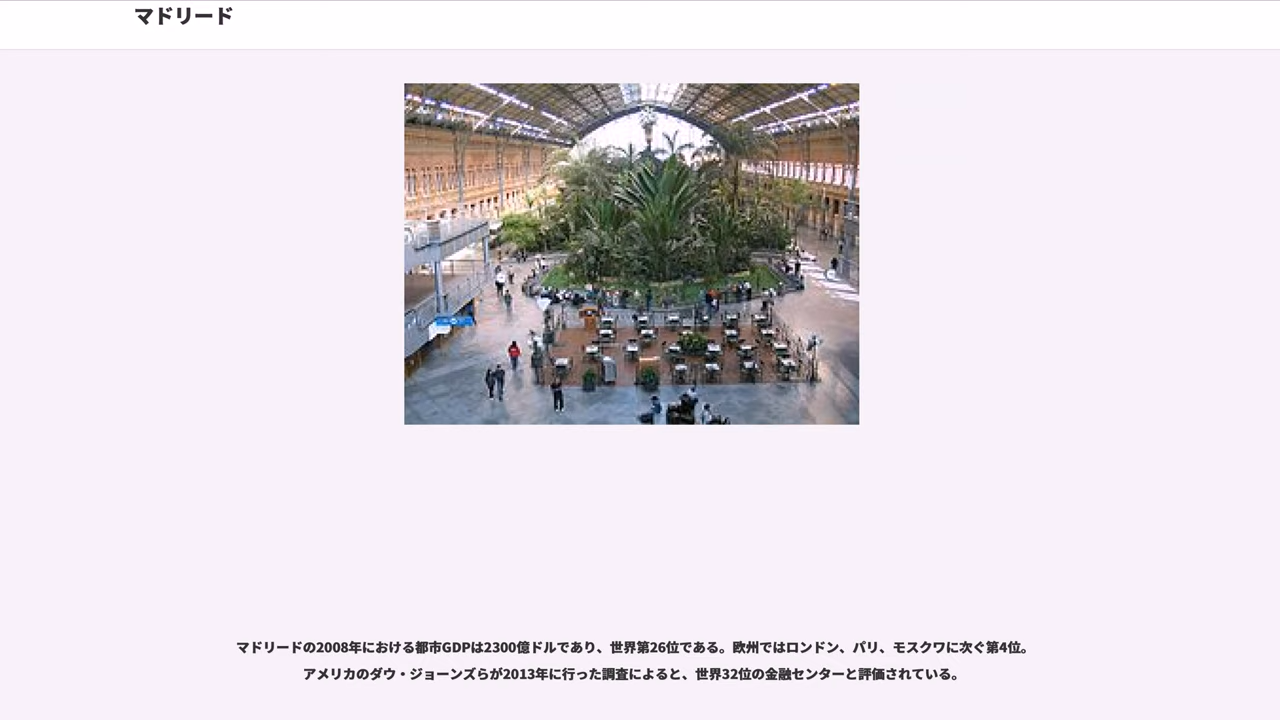 マドリード
マドリードの2008年における都市GDPは2300億ドルであり、世界第26位である。欧州ではロンドン、パリ、モスクワに次ぐ第4位。
アメリカのダウ・ジョーンズらが2013年に行った調査によると、世界32位の金融センターと評価されている。